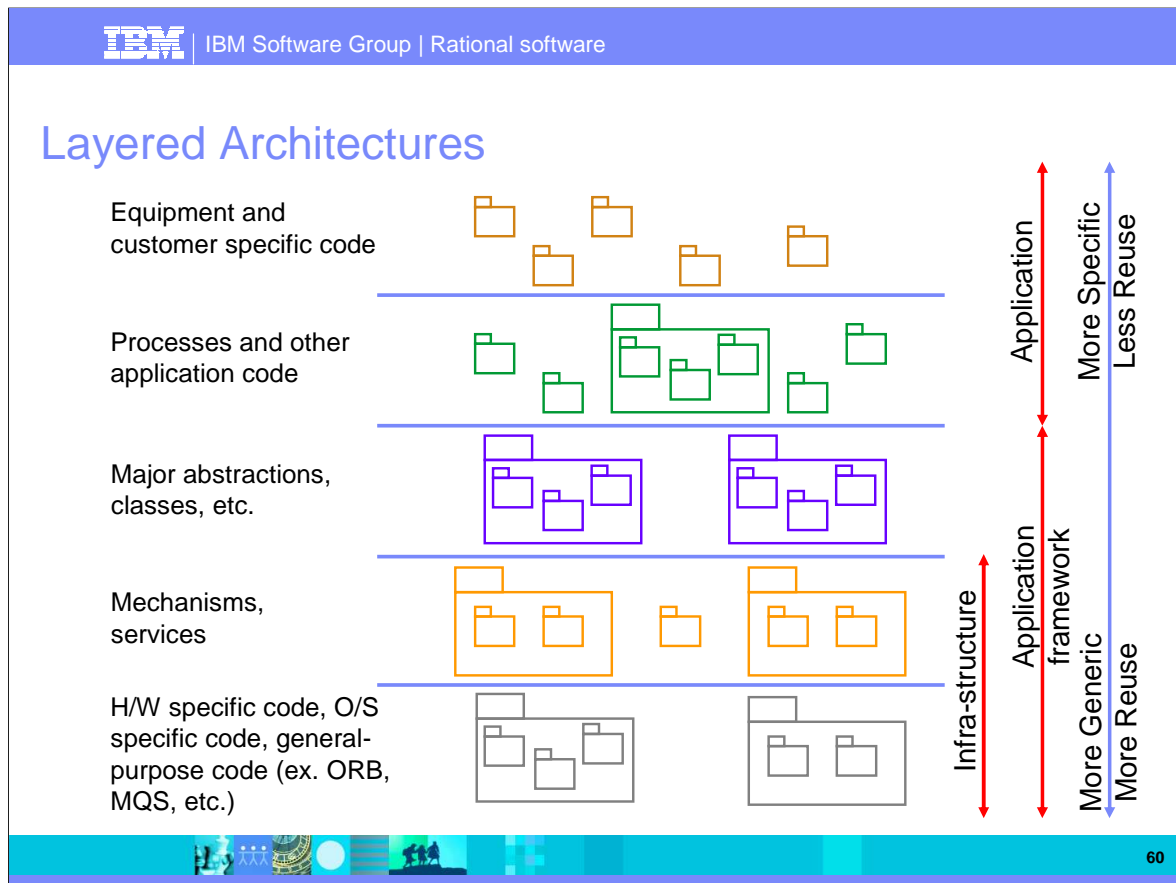 IBM
IBM Software Group | Rational software
Layered Architectures
Equipment and
customer specific code
Processes and other
application code
Major abstractions,
classes, etc.
Mechanisms,
services
H/W specific code, O/S
specific code, general-
purpose code (ex. ORB,
MQS, etc.)
Infra-structure
Application
Application
framework
More Specific
Less Reuse
More Generic
More Reuse
60